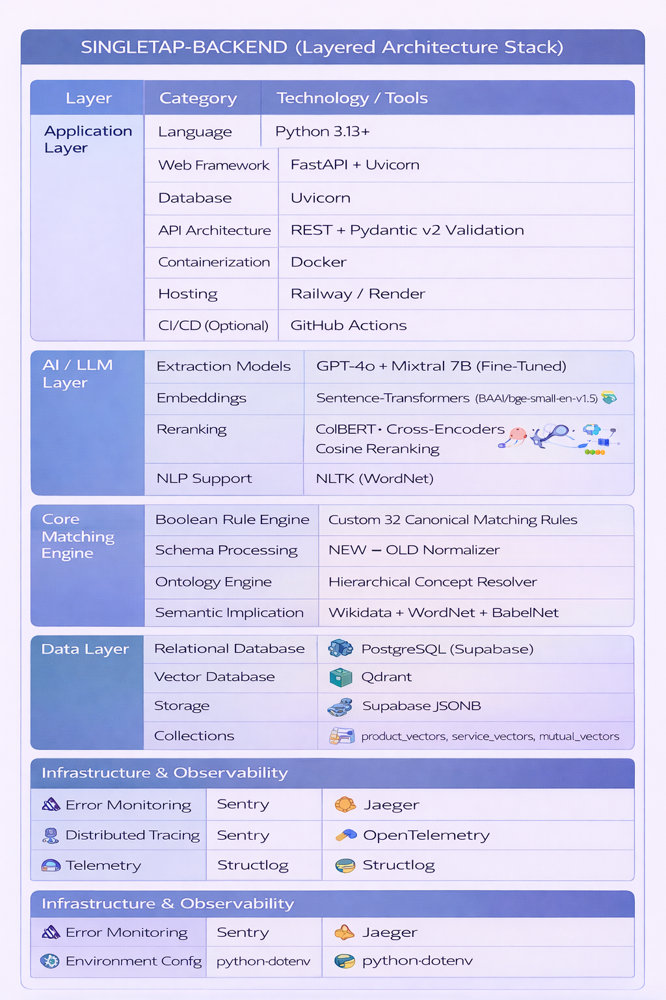 SINGLETAP-BACKEND (Layered Architecture Stack)
Layer Category Technology / Tools
Application
Layer
Language Python 3.13+
Web Framework FastAPI + Uvicorn
Database Uvicorn
API Architecture REST + Pydantic v2 Validation
Containerization Docker
Hosting Railway / Render
CI/CD (Optional) GitHub Actions
AI / LLM
Layer
Extraction Models GPT-4o + Mixtral 7B (Fine-Tuned)
Embeddings Sentence-Transformers (BAAI/bge-small-en-v1.5)
Reranking ColBERT · Cross-Encoders
Cosine Reranking
NLP Support NLTK (WordNet)
Core
Matching
Engine
Boolean Rule Engine Custom 32 Canonical Matching Rules
Schema Processing NEW – OLD Normalizer
Ontology Engine Hierarchical Concept Resolver
Semantic Implication Wikidata + WordNet + BabelNet
Data Layer
Relational Database PostgreSQL (Supabase)
Vector Database Qdrant
Storage Supabase JSONB
Collections product_vectors, service_vectors, mutual_vectors
Infrastructure & Observability
Error Monitoring Sentry Jaeger
Distributed Tracing Sentry OpenTelemetry
Telemetry Structlog Structlog
Infrastructure & Observability
Error Monitoring Sentry Jaeger
Environment Confg python-dotenv python-dotenv